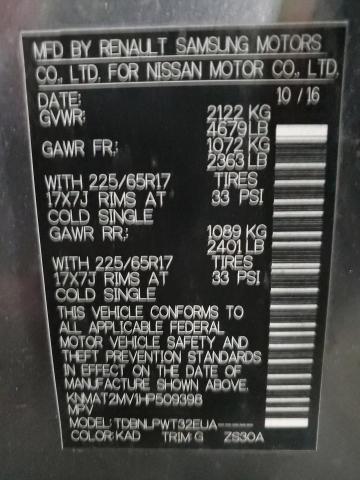 MFD BY RENAULT SAMSUNG MOTORS
CO., LTD. FOR NISSAN MOTOR CO., LTD.
DATE: 10 / 16
GVWR: 2122 KG
4679 LB
GAWR FR.: 1072 KG
2363 LB
WITH 225/65R17 TIRES
17X7J RIMS AT 33 PSI
COLD SINGLE
GAWR RR.: 1089 KG
2401 LB
WITH 225/65R17 TIRES
17X7J RIMS AT 33 PSI
COLD SINGLE
THIS VEHICLE CONFORMS TO
ALL APPLICABLE FEDERAL
MOTOR VEHICLE SAFETY AND
THEFT PREVENTION STANDARDS
IN EFFECT ON THE DATE OF
MANUFACTURE SHOWN ABOVE.
KNMAT2MV1HP509398
MPV
MODEL: TDBNLPWT32EUA-----
COLOR: KAD TRIM: G ZS30A